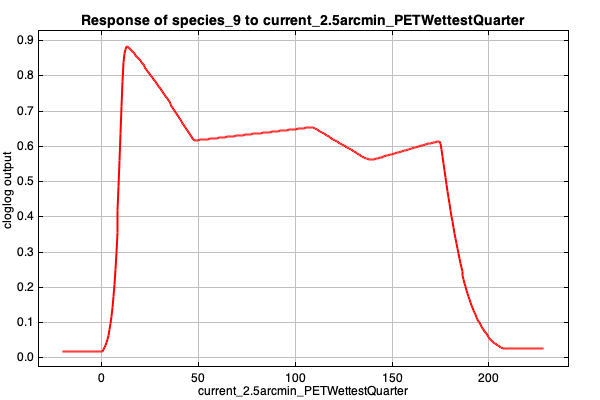 Response of species_9 to current_2.5arcmin_PETWettestQuarter
0.9
0.8
0.7
0.6
0.5
0.4
0.3
0.2
0.1
0.0
cloglog output
0 50 100 150 200
current_2.5arcmin_PETWettestQuarter